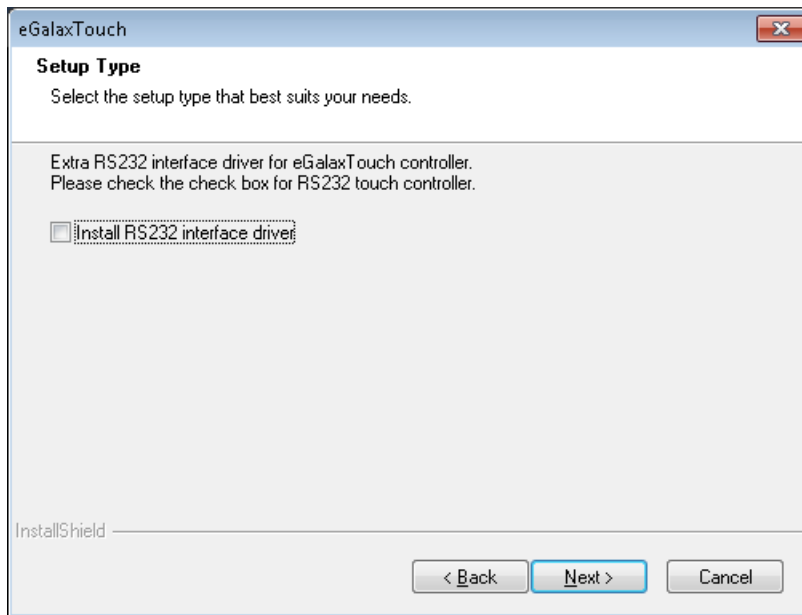 eGalaxTouch
Setup Type
Select the setup type that best suits your needs.
Extra RS232 interface driver for eGalaxTouch controller.
Please check the check box for RS232 touch controller.
Install RS232 interface driver
InstallShield
< Back
Next >
Cancel